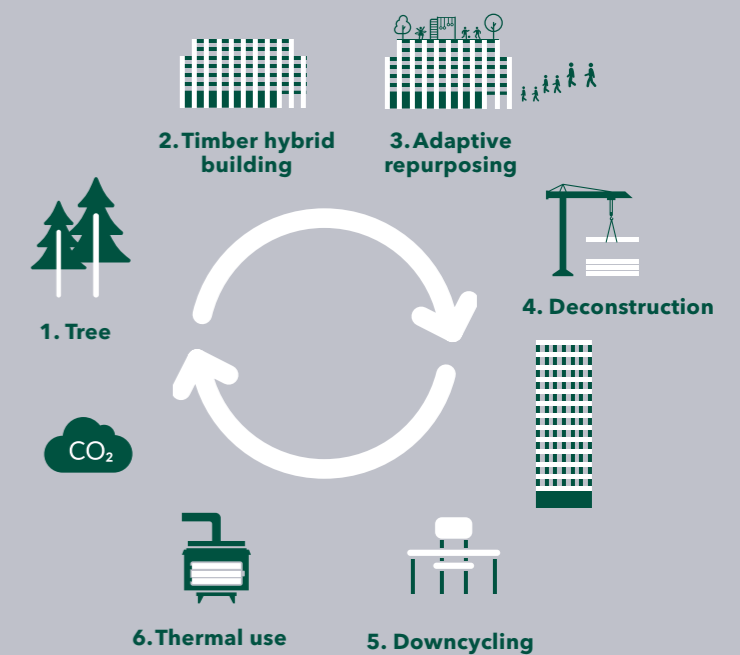 2. Timber hybrid
building
3. Adaptive
repurposing
1. Tree
4. Deconstruction
CO₂
6. Thermal use
5. Downcycling